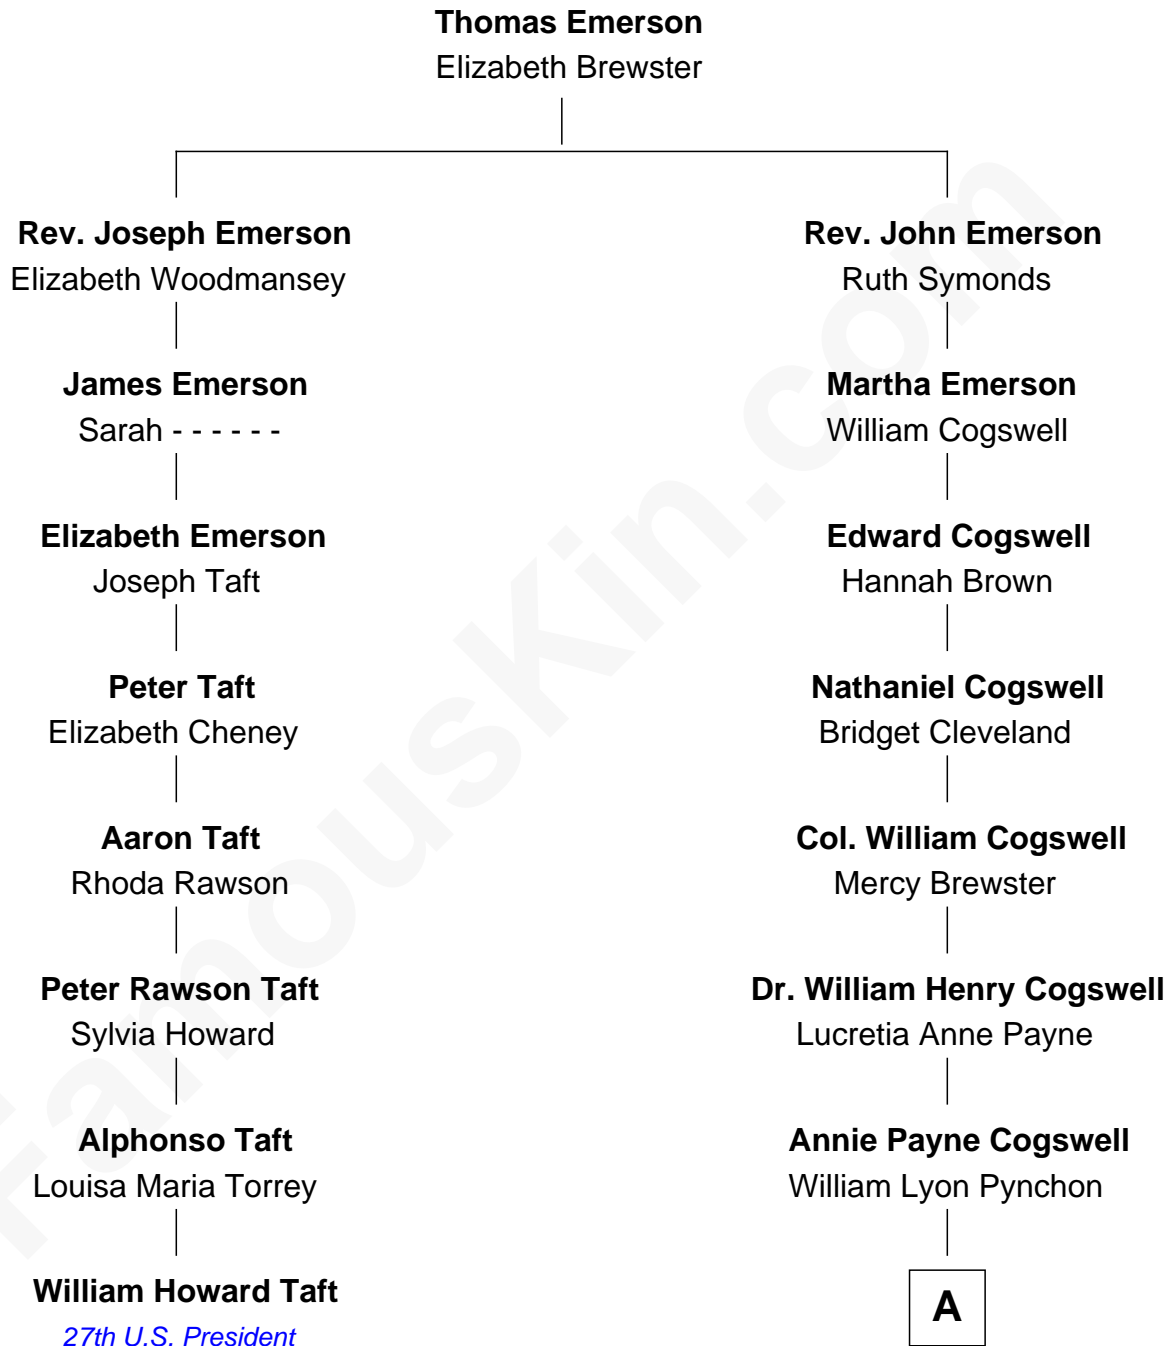 Thomas Emerson
Elizabeth Brewster
Rev. Joseph Emerson
Elizabeth Woodmansey
James Emerson
Sarah - - - - - -
Elizabeth Emerson
Joseph Taft
Peter Taft
Elizabeth Cheney
Aaron Taft
Rhoda Rawson
Peter Rawson Taft
Sylvia Howard
Alphonso Taft
Louisa Maria Torrey
William Howard Taft
27th U.S. President
Rev. John Emerson
Ruth Symonds
Martha Emerson
William Cogswell
Edward Cogswell
Hannah Brown
Nathaniel Cogswell
Bridget Cleveland
Col. William Cogswell
Mercy Brewster
Dr. William Henry Cogswell
Lucretia Anne Payne
Annie Payne Cogswell
William Lyon Pynchon
A
FamousKin.com